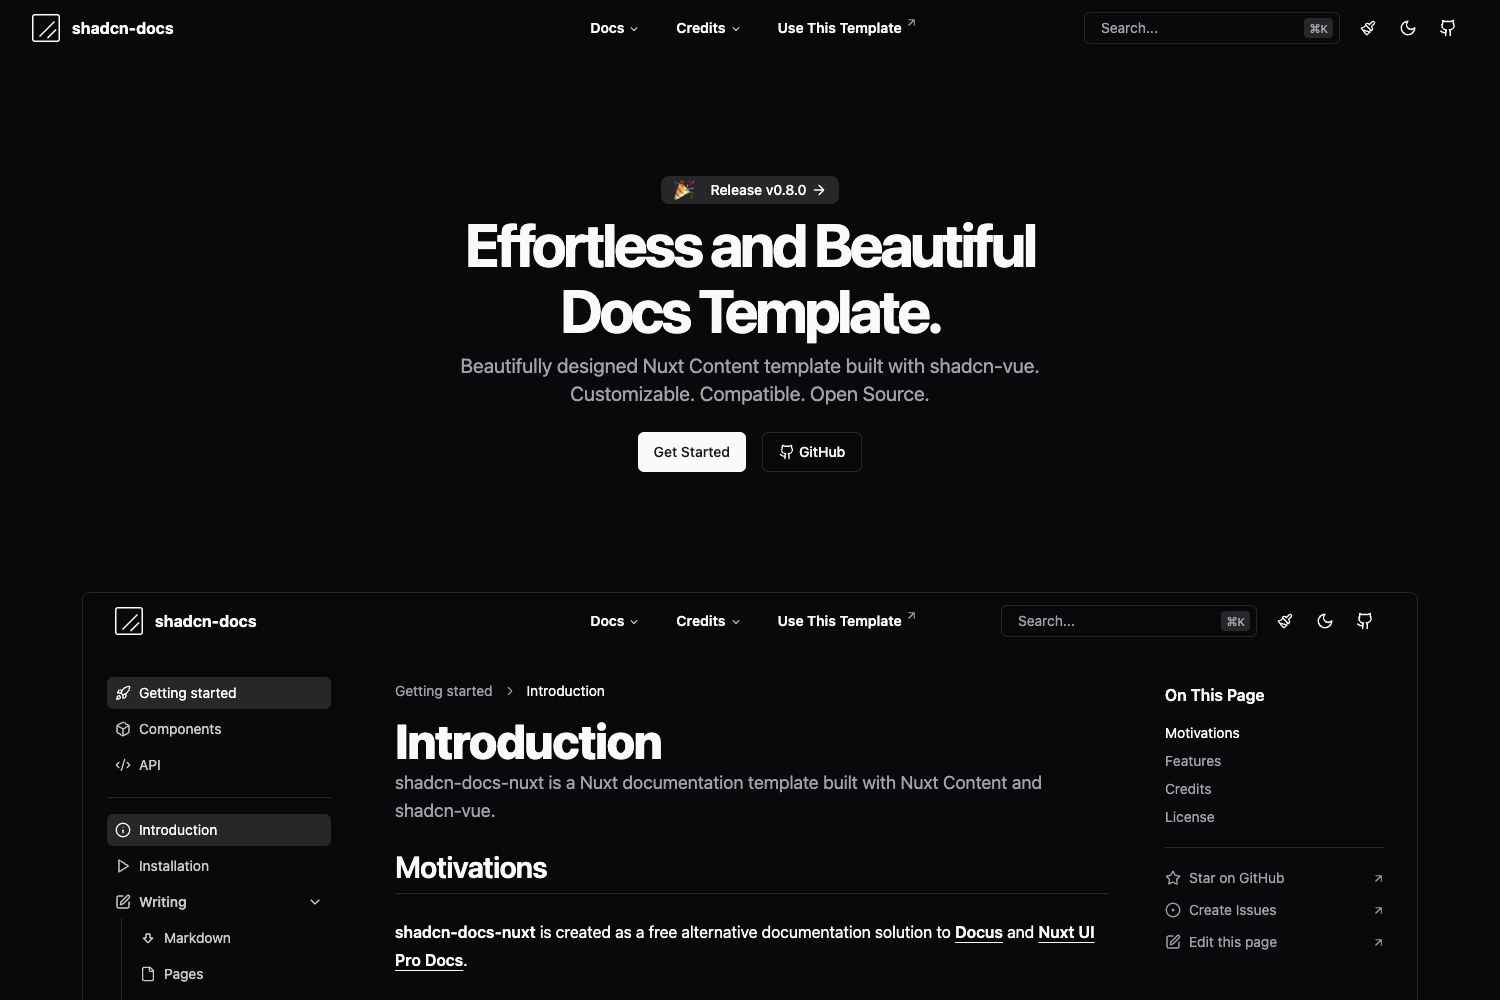 shadcn-docs
Docs
Credits
Use This Template
Search...
⌘K
Release v0.8.0
Effortless and Beautiful
Docs Template.
Beautifully designed Nuxt Content template built with shadcn-vue.
Customizable. Compatible. Open Source.
Get Started
GitHub
shadcn-docs
Docs
Credits
Use This Template
Search...
⌘K
Getting started
Components
API
Introduction
Installation
Writing
Markdown
Pages
Getting started
Introduction
Introduction
shadcn-docs-nuxt is a Nuxt documentation template built with Nuxt Content and
shadcn-vue.
Motivations
shadcn-docs-nuxt is created as a free alternative documentation solution to Docus and Nuxt UI
Pro Docs.
On This Page
Motivations
Features
Credits
License
Star on GitHub
Create Issues
Edit this page